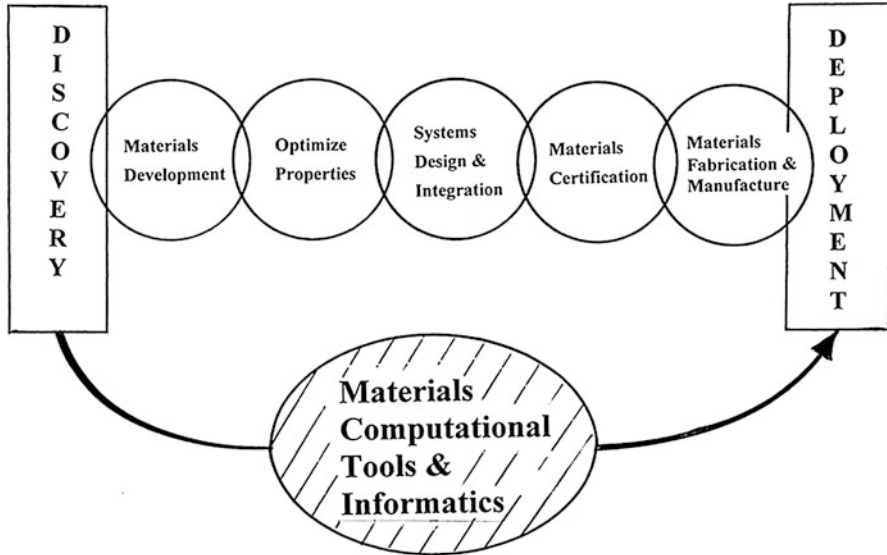 DISCOVERY
Materials
Development
Optimize
Properties
Systems
Design &
Integration
Materials
Certification
Materials
Fabrication &
Manufacture
DEPLOYMENT
Materials
Computational
Tools &
Informatics